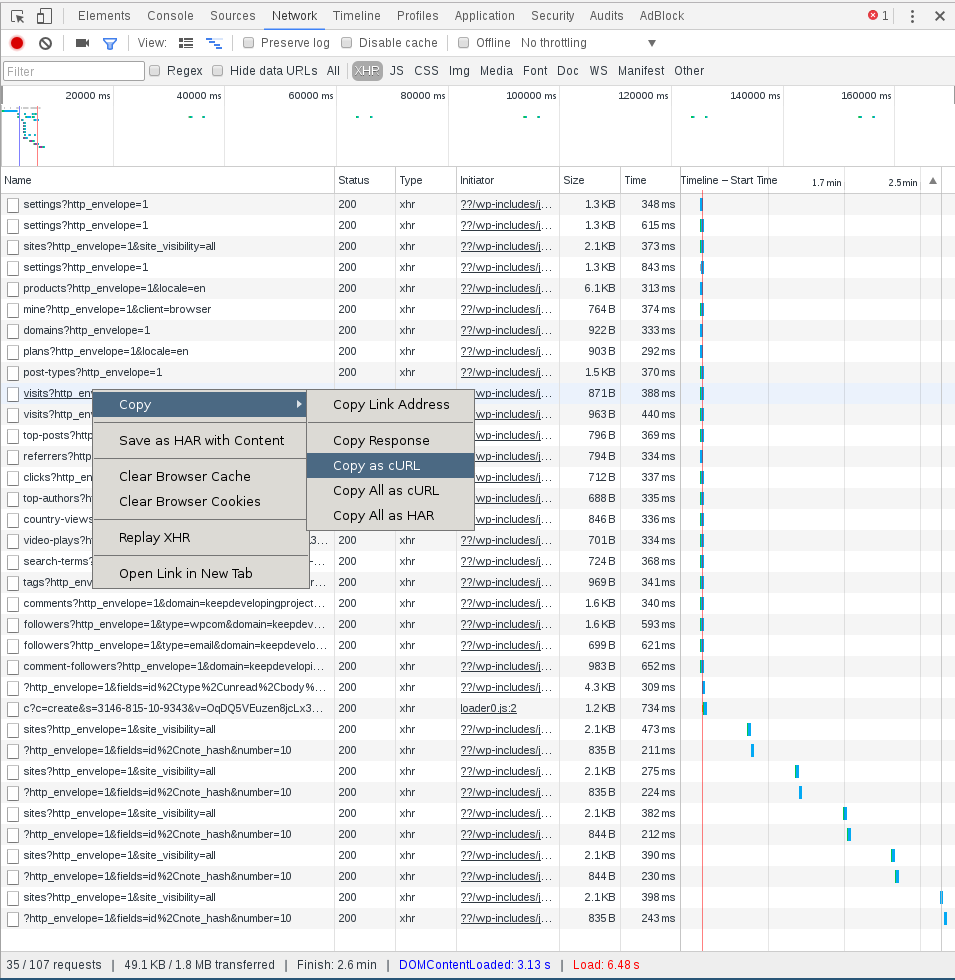 Elements Console Sources Network Timeline Profiles Application Security Audits AdBlock 1
View: Preserve log Disable cache Offline No throttling
Filter Regex Hide data URLs All XHR JS CSS Img Media Font Doc WS Manifest Other
20000 ms 40000 ms 60000 ms 80000 ms 100000 ms 120000 ms 140000 ms 160000 ms
Name Status Type Initiator Size Time Timeline – Start Time 1.7 min 2.5 min
settings?http_envelope=1 200 xhr ??/wp-includes/j… 1.3 KB 348 ms
settings?http_envelope=1 200 xhr ??/wp-includes/j… 1.3 KB 615 ms
sites?http_envelope=1&site_visibility=all 200 xhr ??/wp-includes/j… 2.1 KB 373 ms
settings?http_envelope=1 200 xhr ??/wp-includes/j… 1.3 KB 843 ms
products?http_envelope=1&locale=en 200 xhr ??/wp-includes/j… 6.1 KB 313 ms
mine?http_envelope=1&client=browser 200 xhr ??/wp-includes/j… 764 B 374 ms
domains?http_envelope=1 200 xhr ??/wp-includes/j… 922 B 333 ms
plans?http_envelope=1&locale=en 200 xhr ??/wp-includes/j… 903 B 292 ms
post-types?http_envelope=1 200 xhr ??/wp-includes/j… 1.5 KB 370 ms
visits?http_en /wp-includes/j… 871 B 388 ms
Copy Copy Link Address
visits?http_en /wp-includes/j… 963 B 440 ms
top-posts?http /wp-includes/j… 796 B 369 ms
Save as HAR with Content Copy Response
referrers?http /wp-includes/j… 794 B 334 ms
Copy as cURL
clicks?http_en /wp-includes/j… 712 B 337 ms
Clear Browser Cache Copy All as cURL
top-authors?h /wp-includes/j… 688 B 335 ms
Clear Browser Cookies Copy All as HAR
country-views /wp-includes/j… 846 B 336 ms
video-plays?h 3… 200 xhr ??/wp-includes/j… 701 B 334 ms
Replay XHR
search-terms? 200 xhr ??/wp-includes/j… 724 B 368 ms
Open Link in New Tab
tags?http_env r… 200 xhr ??/wp-includes/j… 969 B 341 ms
comments?http_envelope=1&domain=keepdevelopingproject… 200 xhr ??/wp-includes/j… 1.6 KB 340 ms
followers?http_envelope=1&type=wpcom&domain=keepdev… 200 xhr ??/wp-includes/j… 1.6 KB 593 ms
followers?http_envelope=1&type=email&domain=keepdevelo… 200 xhr ??/wp-includes/j… 699 B 621 ms
comment-followers?http_envelope=1&domain=keepdevelopi… 200 xhr ??/wp-includes/j… 983 B 652 ms
?http_envelope=1&fields=id%2Ctype%2Cunread%2Cbody%… 200 xhr ??/wp-includes/j… 4.3 KB 309 ms
c?c=create&s=3146-815-10-9343&v=OqDQ5VEuzen8jcLx3… 200 xhr loader0.js:2 1.2 KB 734 ms
sites?http_envelope=1&site_visibility=all 200 xhr ??/wp-includes/j… 2.1 KB 473 ms
?http_envelope=1&fields=id%2Cnote_hash&number=10 200 xhr ??/wp-includes/j… 835 B 211 ms
sites?http_envelope=1&site_visibility=all 200 xhr ??/wp-includes/j… 2.1 KB 275 ms
?http_envelope=1&fields=id%2Cnote_hash&number=10 200 xhr ??/wp-includes/j… 835 B 224 ms
sites?http_envelope=1&site_visibility=all 200 xhr ??/wp-includes/j… 2.1 KB 382 ms
?http_envelope=1&fields=id%2Cnote_hash&number=10 200 xhr ??/wp-includes/j… 844 B 212 ms
sites?http_envelope=1&site_visibility=all 200 xhr ??/wp-includes/j… 2.1 KB 390 ms
?http_envelope=1&fields=id%2Cnote_hash&number=10 200 xhr ??/wp-includes/j… 844 B 230 ms
sites?http_envelope=1&site_visibility=all 200 xhr ??/wp-includes/j… 2.1 KB 398 ms
?http_envelope=1&fields=id%2Cnote_hash&number=10 200 xhr ??/wp-includes/j… 835 B 243 ms
35 / 107 requests | 49.1 KB / 1.8 MB transferred | Finish: 2.6 min | DOMContentLoaded: 3.13 s | Load: 6.48 s